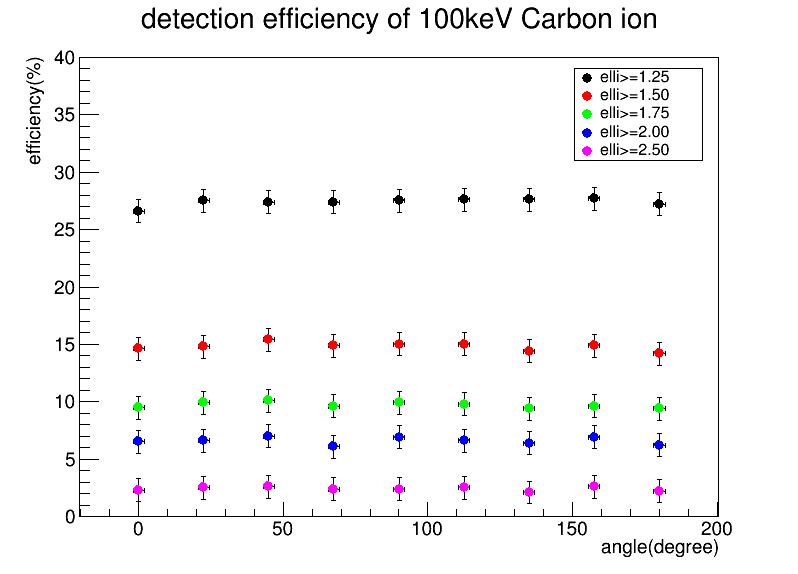 detection efficiency of 100keV Carbon ion
efficiency(%)
40
35
30
25
20
15
10
5
0
elli>=1.25
elli>=1.50
elli>=1.75
elli>=2.00
elli>=2.50
0 50 100 150 200
angle(degree)